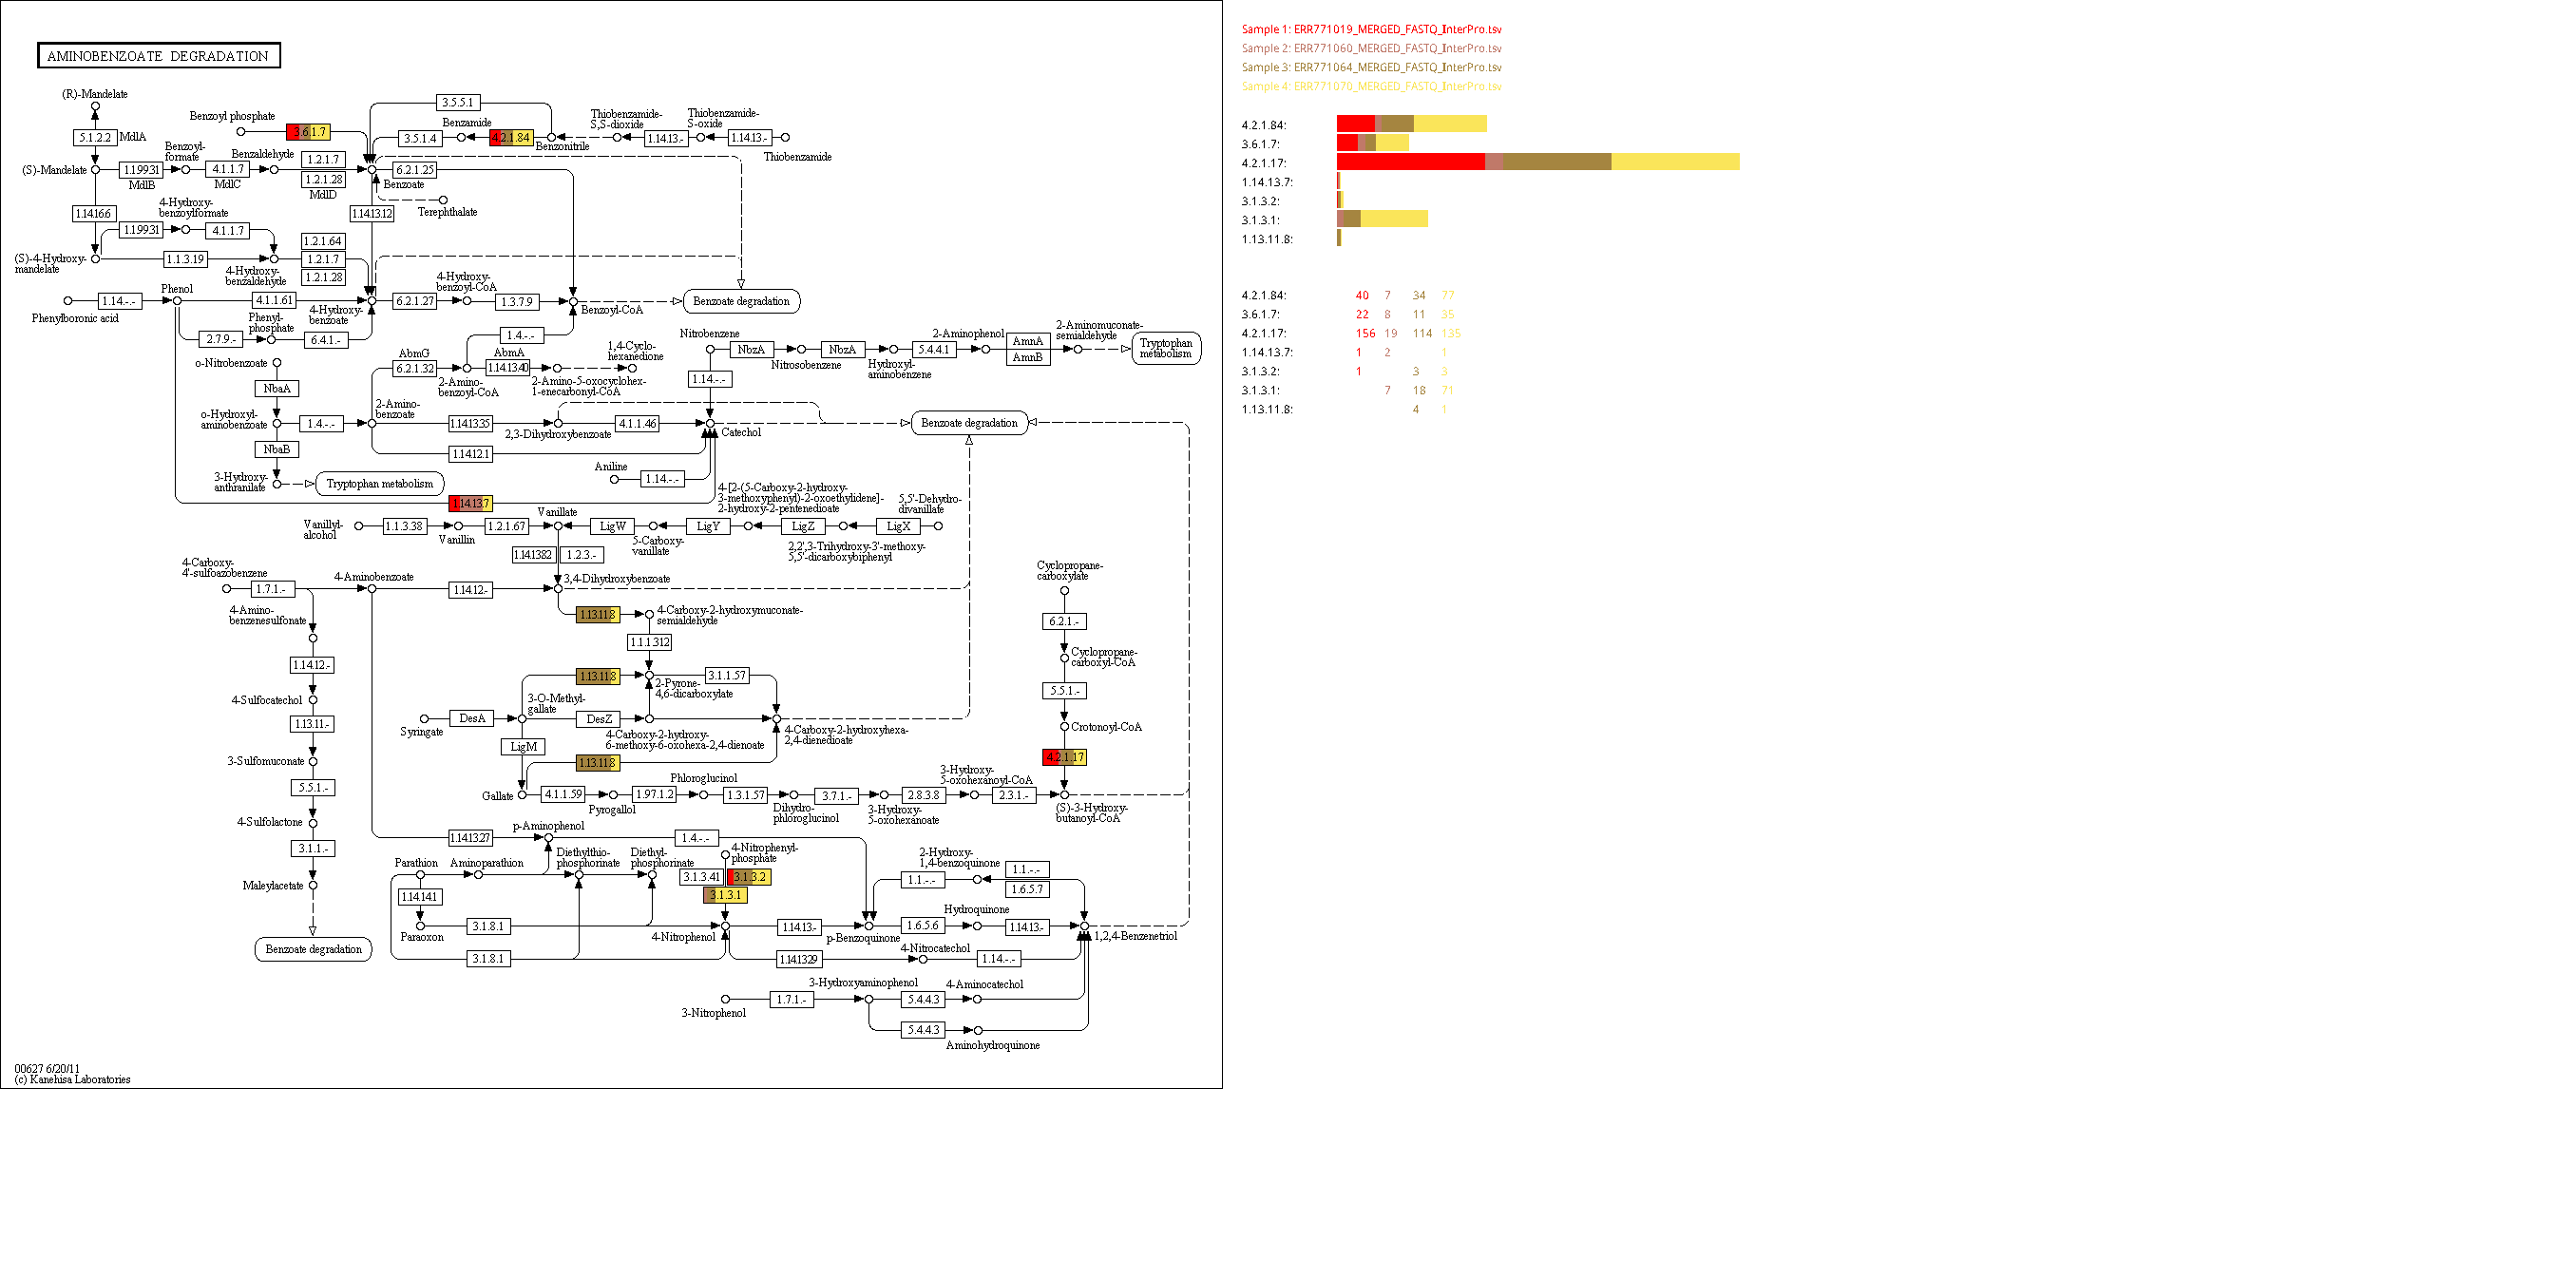 AMINOBENZOATE DEGRADATION
(R)-Mandelate
5.1.2.2
MdlA
(S)-Mandelate
Benzoyl phosphate
3.6.1.7
Benzoyl-
formate
Benzaldehyde
1.1.99.31
MdlB
4.1.1.7
MdlC
1.2.1.7
1.2.1.28
MdlD
3.5.5.1
3.5.1.4
Benzamide
4.2.1.84
Benzonitrile
Thiobenzamide-
S,S-dioxide
1.14.13.-
Thiobenzamide-
S-oxide
1.14.13.-
Thiobenzamide
6.2.1.25
Benzoate
Terephthalate
1.14.13.12
1.14.16.6
4-Hydroxy-
benzoylformate
1.1.99.31
4.1.1.7
1.2.1.64
1.2.1.7
1.2.1.28
(S)-4-Hydroxy-
mandelate
1.1.3.19
4-Hydroxy-
benzaldehyde
Phenylboronic acid
1.14.-.-
Phenol
4.1.1.61
4-Hydroxy-
benzoate
2.7.9.-
Phenyl-
phosphate
6.4.1.-
6.2.1.27
4-Hydroxy-
benzoyl-CoA
1.3.7.9
Benzoyl-CoA
Benzoate degradation
1.4.-.-
o-Nitrobenzoate
NbaA
o-Hydroxyl-
aminobenzoate
1.4.-.-
NbaB
3-Hydroxy-
anthranilate
Tryptophan metabolism
AbmG
6.2.1.32
2-Amino-
benzoyl-CoA
AbmA
1.14.13.40
2-Amino-5-oxocyclohex-
1-enecarbonyl-CoA
1,4-Cyclo-
hexanedione
2-Amino-
benzoate
1.14.13.35
2,3-Dihydroxybenzoate
4.1.1.46
Catechol
1.14.12.1
Nitrobenzene
NbzA
Nitrosobenzene
NbzA
Hydroxyl-
aminobenzene
5.4.4.1
2-Aminophenol
AmnA
AmnB
2-Aminomuconate-
semialdehyde
Tryptophan
metabolism
1.14.-.-
Benzoate degradation
Aniline
1.14.-.-
1.14.13.7
4-[2-(5-Carboxy-2-hydroxy-
3-methoxyphenyl)-2-oxoethylidene]-
2-hydroxy-2-pentenedioate
5,5'-Dehydro-
divanillate
Vanillyl-
alcohol
1.1.3.38
Vanillin
1.2.1.67
Vanillate
LigW
5-Carboxy-
vanillate
LigY
LigZ
2,2',3-Trihydroxy-3'-methoxy-
5,5'-dicarboxybiphenyl
LigX
1.14.13.82
1.2.3.-
4-Carboxy-
4'-sulfoazobenzene
1.7.1.-
4-Aminobenzoate
1.14.12.-
3,4-Dihydroxybenzoate
4-Amino-
benzenesulfonate
1.14.12.-
4-Sulfocatechol
1.13.11.-
3-Sulfomuconate
5.5.1.-
4-Sulfolactone
3.1.1.-
Maleylacetate
Benzoate degradation
1.13.11.8
4-Carboxy-2-hydroxymuconate-
semialdehyde
1.1.1.312
1.13.11.8
2-Pyrone-
4,6-dicarboxylate
3.1.1.57
3-O-Methyl-
gallate
Syringate
DesA
DesZ
4-Carboxy-2-hydroxy-
6-methoxy-6-oxohexa-2,4-dienoate
4-Carboxy-2-hydroxyhexa-
2,4-dienedioate
LigM
1.13.11.8
Cyclopropane-
carboxylate
6.2.1.-
Cyclopropane-
carboxyl-CoA
5.5.1.-
Crotonoyl-CoA
4.2.1.17
Gallate
4.1.1.59
Pyrogallol
1.97.1.2
Phloroglucinol
1.3.1.57
Dihydro-
phloroglucinol
3.7.1.-
3-Hydroxy-
5-oxohexanoate
2.8.3.8
3-Hydroxy-
5-oxohexanoyl-CoA
2.3.1.-
(S)-3-Hydroxy-
butanoyl-CoA
1.14.13.27
p-Aminophenol
1.4.-.-
Parathion
Aminoparathion
Diethylthio-
phosphorinate
Diethyl-
phosphorinate
4-Nitrophenyl-
phosphate
3.1.3.41
3.1.3.2
3.1.3.1
1.14.14.1
Paraoxon
3.1.8.1
3.1.8.1
4-Nitrophenol
1.14.13.-
p-Benzoquinone
1.6.5.6
Hydroquinone
1.14.13.-
1,2,4-Benzenetriol
2-Hydroxy-
1,4-benzoquinone
1.1.-.-
1.1.-.-
1.6.5.7
1.14.13.29
4-Nitrocatechol
1.14.-.-
3-Nitrophenol
1.7.1.-
3-Hydroxyaminophenol
5.4.4.3
4-Aminocatechol
5.4.4.3
Aminohydroquinone
00627 6/20/11
(c) Kanehisa Laboratories
Sample 1: ERR771019_MERGED_FASTQ_InterPro.tsv
Sample 2: ERR771060_MERGED_FASTQ_InterPro.tsv
Sample 3: ERR771064_MERGED_FASTQ_InterPro.tsv
Sample 4: ERR771070_MERGED_FASTQ_InterPro.tsv
4.2.1.84:
3.6.1.7:
4.2.1.17:
1.14.13.7:
3.1.3.2:
3.1.3.1:
1.13.11.8:
4.2.1.84: 40 7 34 77
3.6.1.7: 22 8 11 35
4.2.1.17: 156 19 114 135
1.14.13.7: 1 2 1
3.1.3.2: 1 3 3
3.1.3.1: 7 18 71
1.13.11.8: 4 1